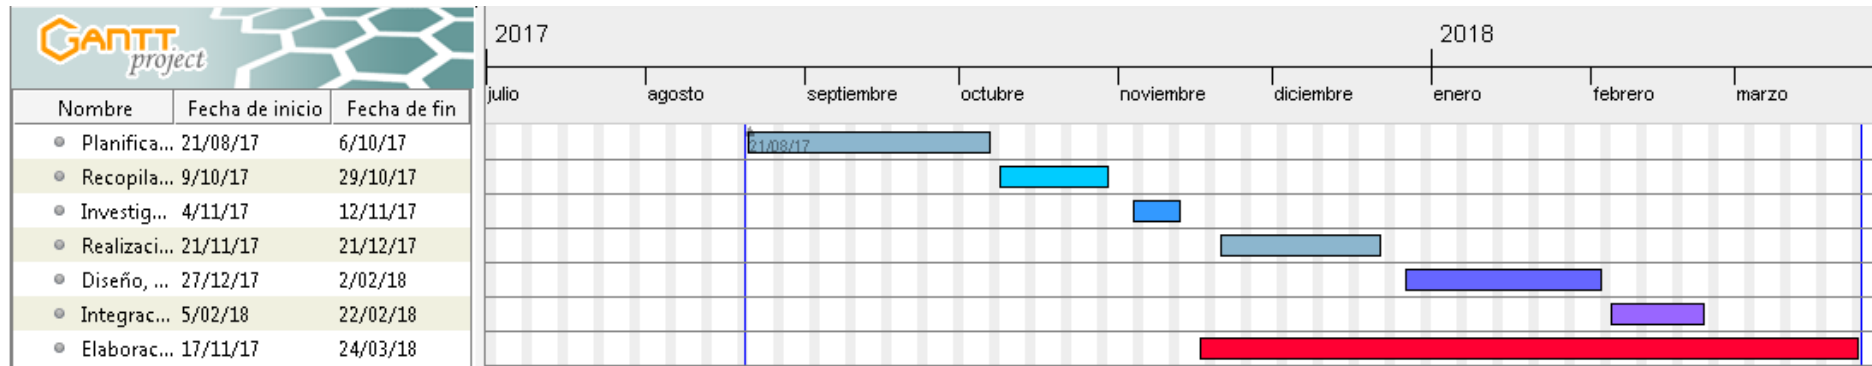 GANTT
project
2017 2018
julio agosto septiembre octubre noviembre diciembre enero febrero marzo
Nombre Fecha de inicio Fecha de fin
Planifica... 21/08/17 6/10/17 21/08/17
Recopila... 9/10/17 29/10/17
Investig... 4/11/17 12/11/17
Realizaci... 21/11/17 21/12/17
Diseño, ... 27/12/17 2/02/18
Integrac... 5/02/18 22/02/18
Elaborac... 17/11/17 24/03/18